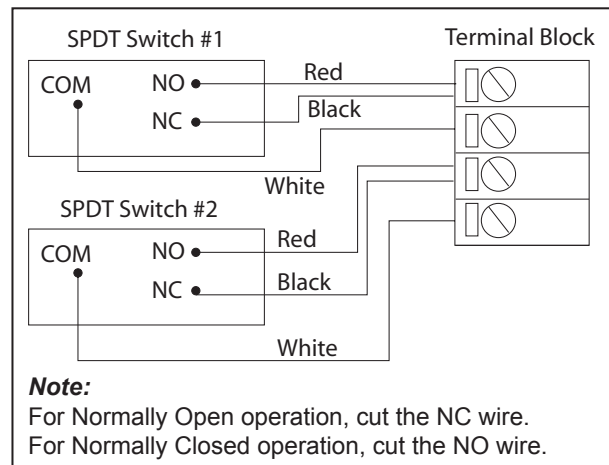 SPDT Switch #1
Terminal Block
COM
NO
Red
NC
Black
White
SPDT Switch #2
COM
NO
Red
NC
Black
White
Note:
For Normally Open operation, cut the NC wire.
For Normally Closed operation, cut the NO wire.